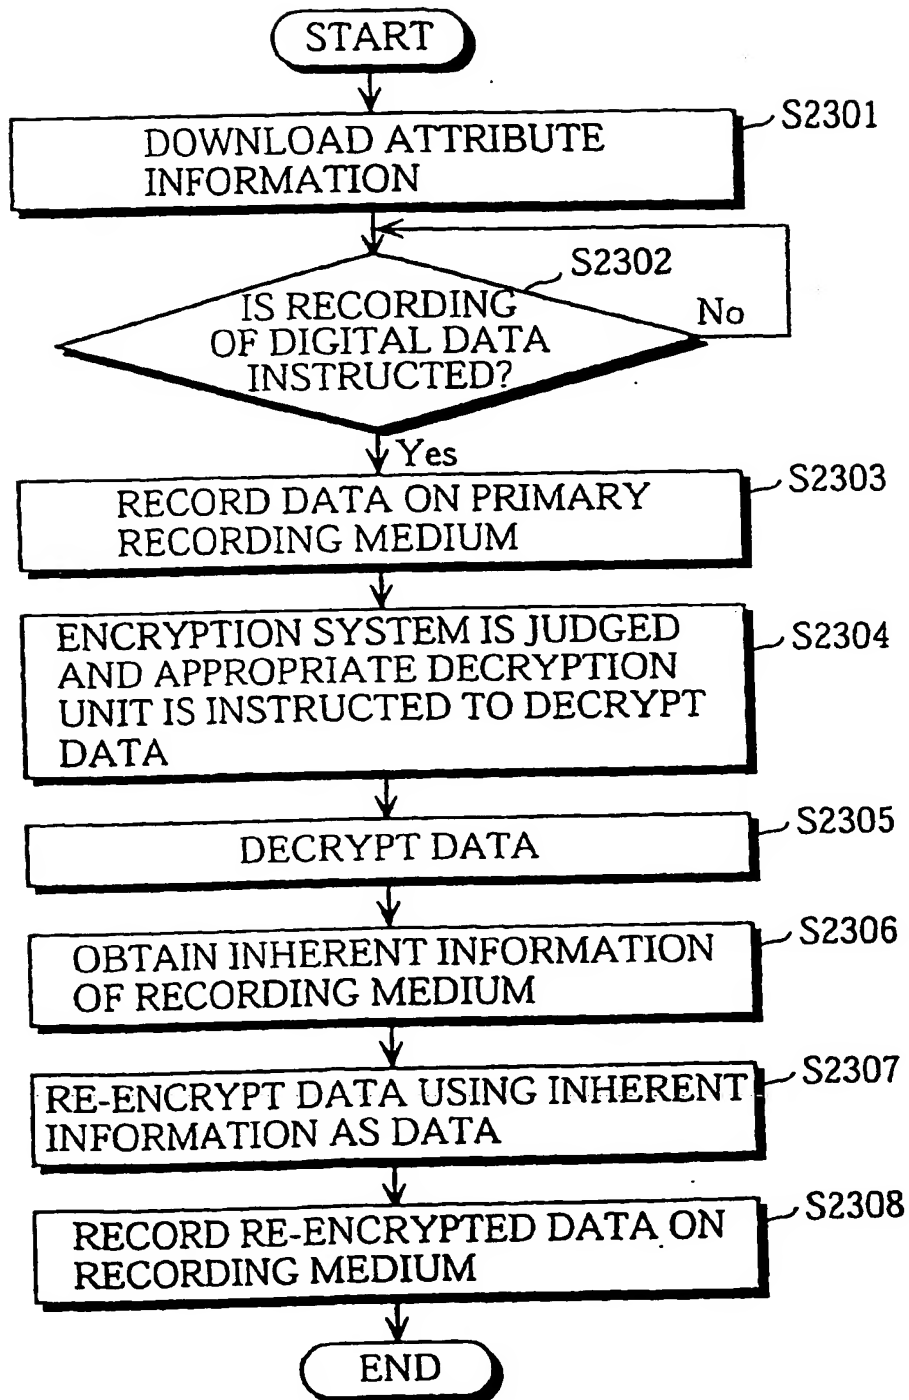 START
S2301
DOWNLOAD ATTRIBUTE
INFORMATION
S2302
IS RECORDING
OF DIGITAL DATA
INSTRUCTED?
No
Yes
S2303
RECORD DATA ON PRIMARY
RECORDING MEDIUM
S2304
ENCRYPTION SYSTEM IS JUDGED
AND APPROPRIATE DECRYPTION
UNIT IS INSTRUCTED TO DECRYPT
DATA
S2305
DECRYPT DATA
S2306
OBTAIN INHERENT INFORMATION
OF RECORDING MEDIUM
S2307
RE-ENCRYPT DATA USING INHERENT
INFORMATION AS DATA
S2308
RECORD RE-ENCRYPTED DATA ON
RECORDING MEDIUM
END